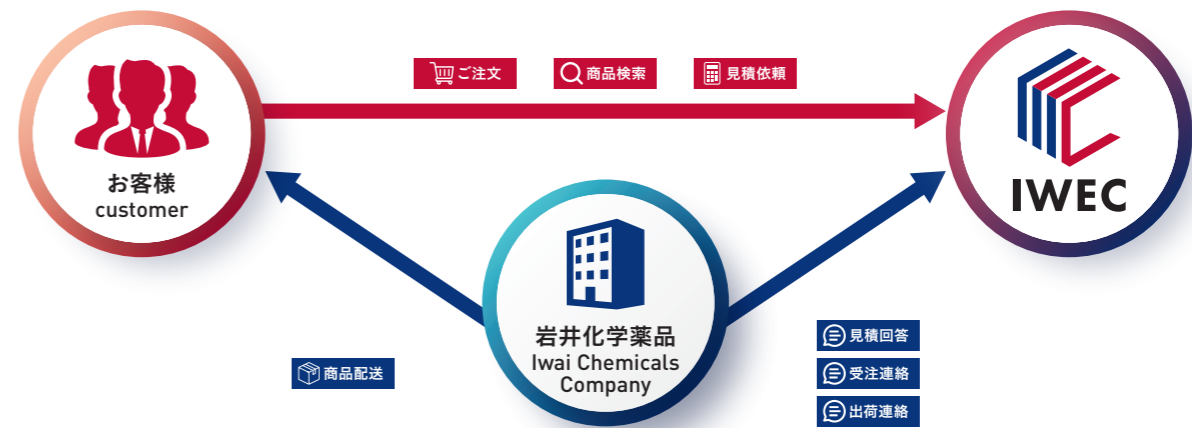 ご注文
商品検索
見積依頼
お客様
customer
IWEC
岩井化学薬品
Iwai Chemicals
Company
商品配送
見積回答
受注連絡
出荷連絡